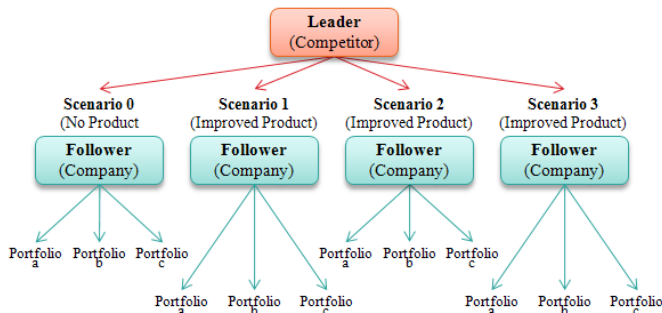 Leader
(Competitor)
Scenario 0
(No Product
Scenario 1
(Improved Product)
Scenario 2
(Improved Product)
Scenario 3
(Improved Product)
Follower
(Company)
Follower
(Company)
Follower
(Company)
Follower
(Company)
Portfolio
a
Portfolio
b
Portfolio
c
Portfolio
a
Portfolio
b
Portfolio
c
Portfolio
a
Portfolio
b
Portfolio
c
Portfolio
a
Portfolio
b
Portfolio
c